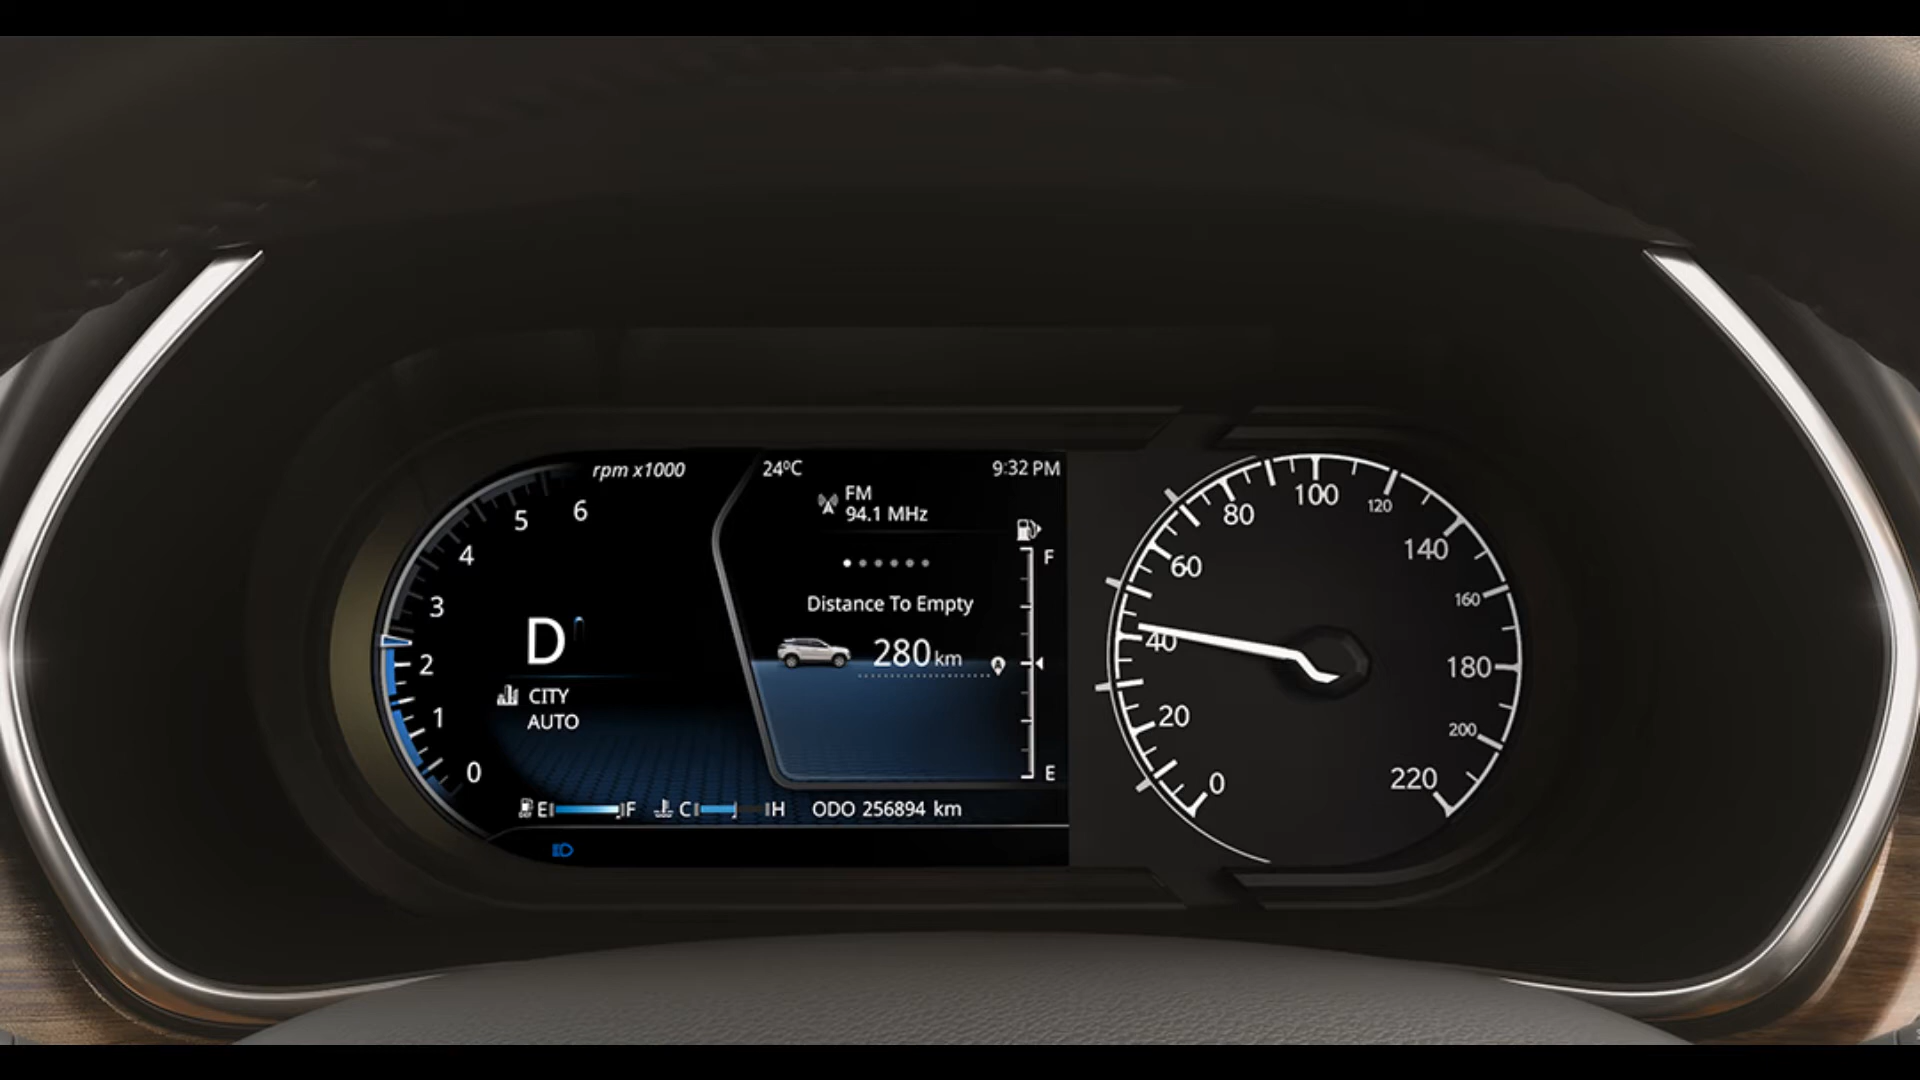 rpm x1000
6
5
4
3
2
1
0
D
CITY
AUTO
24ºC
9:32 PM
FM
94.1 MHz
F
Distance To Empty
280 km
E
DEF E F
C H
ODO 256894 km
0
20
40
60
80
100
120
140
160
180
200
220